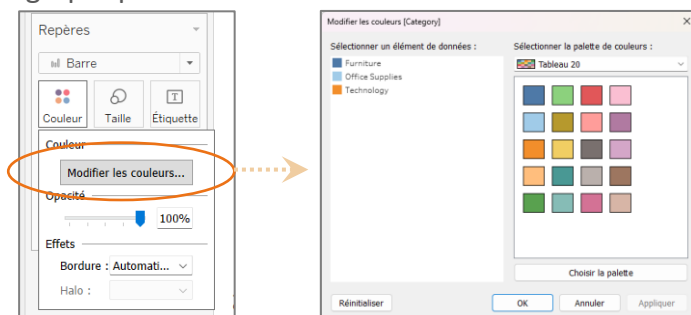 Repères
Barre
Couleur Taille Étiquette
Couleur
Modifier les couleurs...
Opacité
100%
Effets
Bordure : Automati...
Halo :
Modifier les couleurs [Category]
Sélectionner un élément de données :
Furniture
Office Supplies
Technology
Sélectionner la palette de couleurs :
Tableau 20
Choisir la palette
Réinitialiser OK Annuler Appliquer